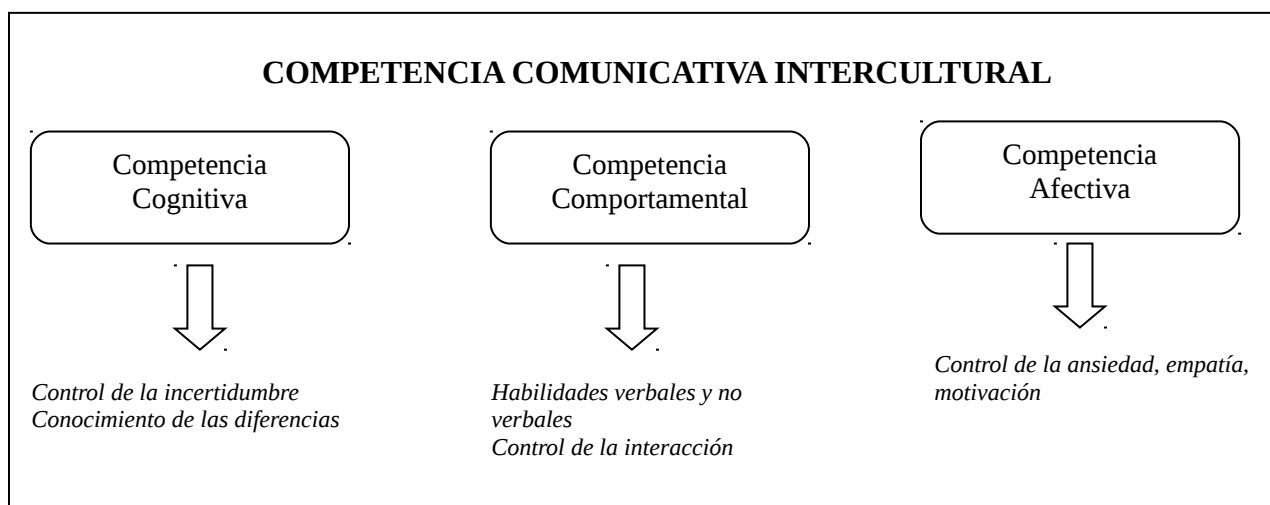 COMPETENCIA COMUNICATIVA INTERCULTURAL
Competencia
Cognitiva
Control de la incertidumbre
Conocimiento de las diferencias
Competencia
Comportamental
Habilidades verbales y no
verbales
Control de la interacción
Competencia
Afectiva
Control de la ansiedad, empatía,
motivación